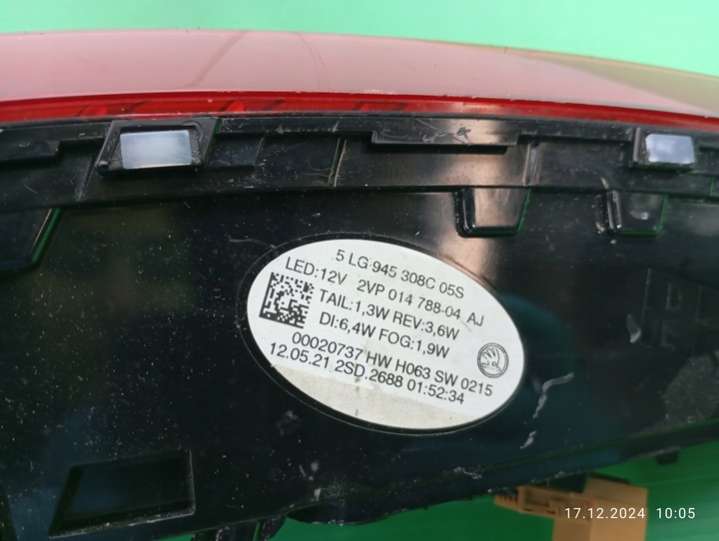 5 LG 945 308C 05S
LED:12V 2VP 014 788-04 AJ
TAIL:1,3W REV:3,6W
DI:6,4W FOG:1,9W
00020737 HW H063 SW 0215
12.05.21 2SD.2688 01:52:34
17.12.2024 10:05